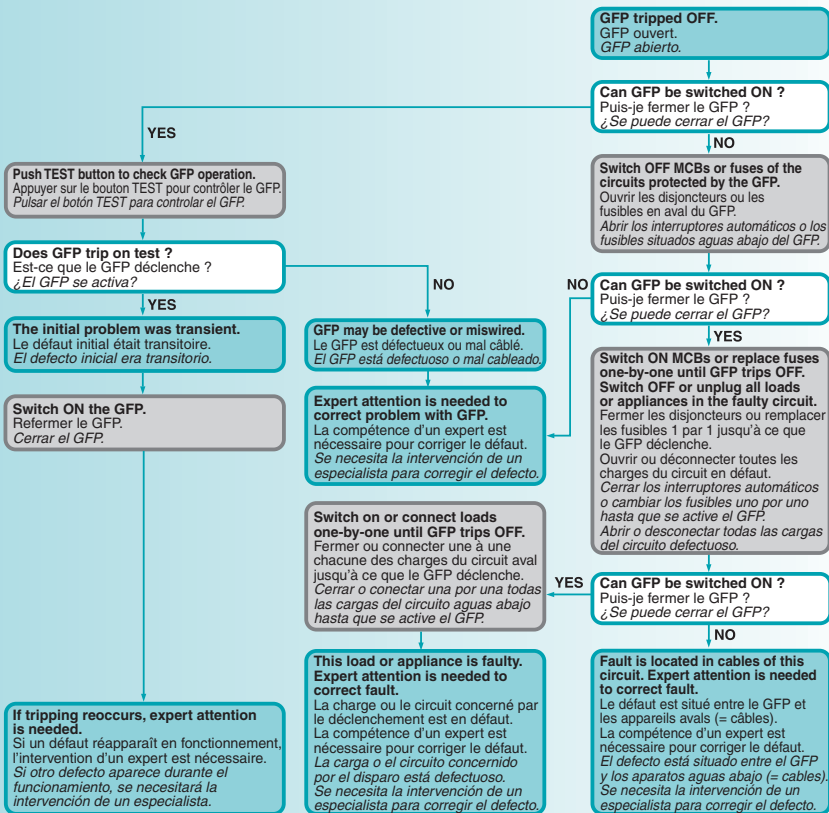 GFP tripped OFF.
GFP ouvert.
GFP abierto.
Can GFP be switched ON ?
Puis-je fermer le GFP ?
¿Se puede cerrar el GFP?
YES
NO
Push TEST button to check GFP operation.
Appuyer sur le bouton TEST pour contrôler le GFP.
Pulsar el botón TEST para controlar el GFP.
Switch OFF MCBs or fuses of the
circuits protected by the GFP.
Ouvrir les disjoncteurs ou les
fusibles en aval du GFP.
Abrir los interruptores automáticos o los
fusibles situados aguas abajo del GFP.
Does GFP trip on test ?
Est-ce que le GFP déclenche ?
¿El GFP se activa?
NO
YES
NO
Can GFP be switched ON ?
Puis-je fermer le GFP ?
¿Se puede cerrar el GFP?
YES
The initial problem was transient.
Le défaut initial était transitoire.
El defecto inicial era transitorio.
GFP may be defective or miswired.
Le GFP est défectueux ou mal câblé.
El GFP está defectuoso o mal cableado.
Switch ON MCBs or replace fuses
one-by-one until GFP trips OFF.
Switch OFF or unplug all loads
or appliances in the faulty circuit.
Fermer les disjoncteurs ou remplacer
les fusibles 1 par 1 jusqu'à ce que
le GFP déclenche.
Ouvrir ou déconnecter toutes les
charges du circuit en défaut.
Cerrar los interruptores automáticos
o cambiar los fusibles uno por uno
hasta que se active el GFP.
Abrir o desconectar todas las cargas
del circuito defectuoso.
Switch ON the GFP.
Refermer le GFP.
Cerrar el GFP.
Expert attention is needed to
correct problem with GFP.
La compétence d'un expert est
nécessaire pour corriger le défaut.
Se necesita la intervención de un
especialista para corregir el defecto.
Switch on or connect loads
one-by-one until GFP trips OFF.
Fermer ou connecter une à une
chacune des charges du circuit aval
jusqu'à ce que le GFP déclenche.
Cerrar o conectar una por una todas
las cargas del circuito aguas abajo
hasta que se active el GFP.
YES
Can GFP be switched ON ?
Puis-je fermer le GFP ?
¿Se puede cerrar el GFP?
NO
If tripping reoccurs, expert attention
is needed.
Si un défaut réapparaît en fonctionnement,
l'intervention d'un expert est nécessaire.
Si otro defecto aparece durante el
funcionamiento, se necesitará la
intervención de un especialista.
This load or appliance is faulty.
Expert attention is needed to
correct fault.
La charge ou le circuit concerné par
le déclenchement est en défaut.
La compétence d'un expert est
nécessaire pour corriger le défaut.
La carga o el circuito concernido
por el disparo está defectuoso.
Se necesita la intervención de un
especialista para corregir el defecto.
Fault is located in cables of this
circuit. Expert attention is needed
to correct fault.
Le défaut est situé entre le GFP et
les appareils avals (= câbles).
La compétence d'un expert est
nécessaire pour corriger le défaut.
El defecto está situado entre el GFP
y los aparatos aguas abajo (= cables).
Se necesita la intervención de un
especialista para corregir el defecto.